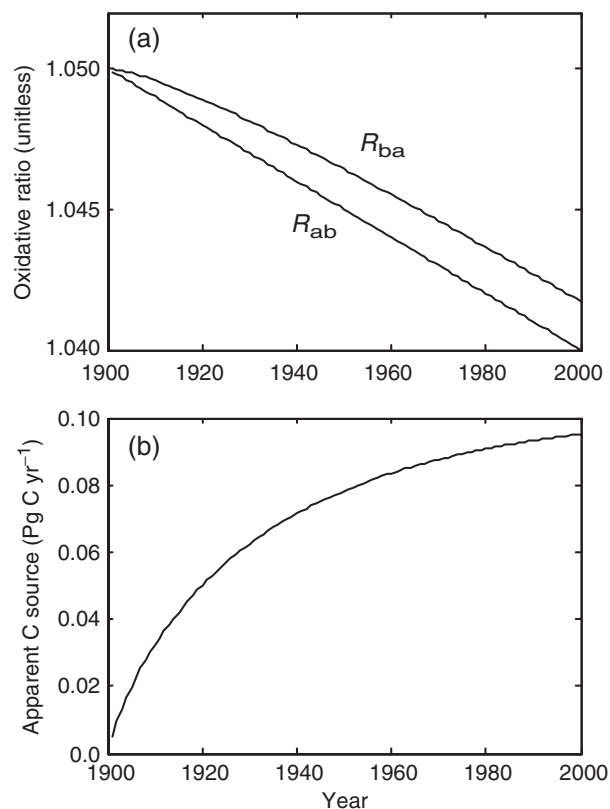 (a)
Oxidative ratio (unitless)
1.050
1.045
1.040
R_ba
R_ab
1900 1920 1940 1960 1980 2000
(b)
Apparent C source (Pg C yr⁻¹)
0.10
0.08
0.06
0.04
0.02
0.0
1900 1920 1940 1960 1980 2000
Year